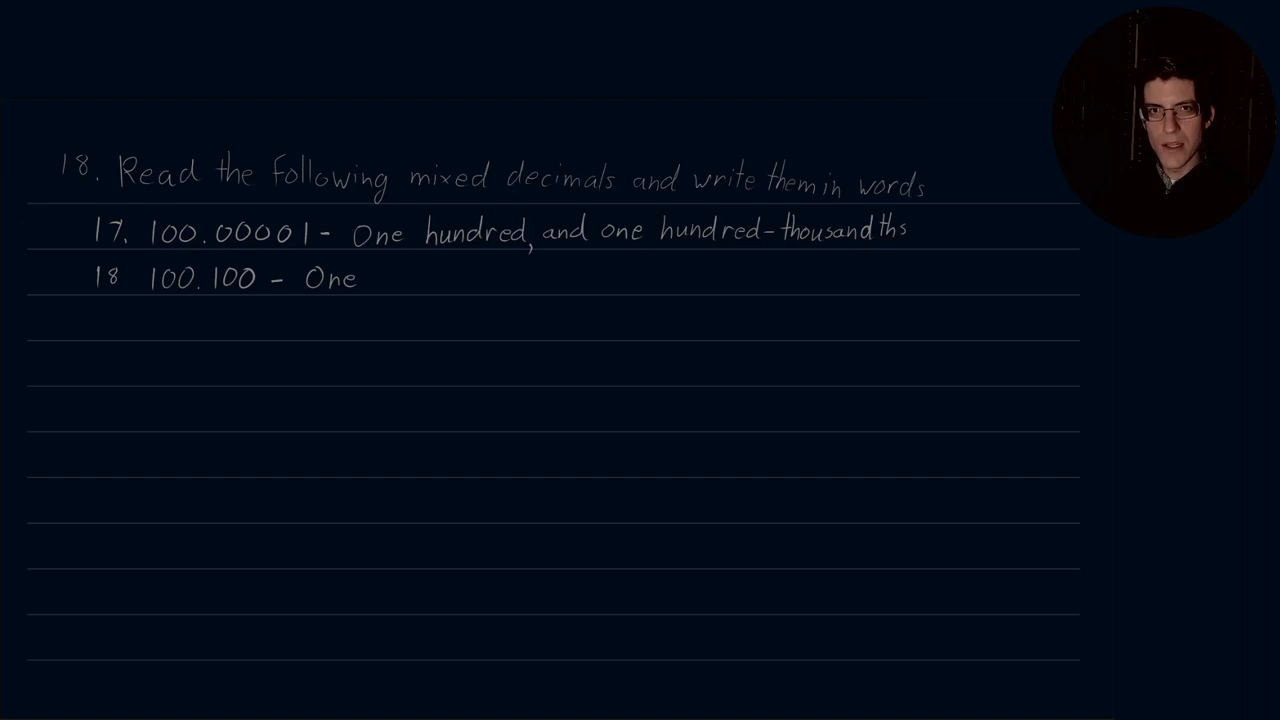 18. Read the following mixed decimals and write them in words
17. 100.00001 - One hundred, and one hundred-thousandths
18 100.100 - One